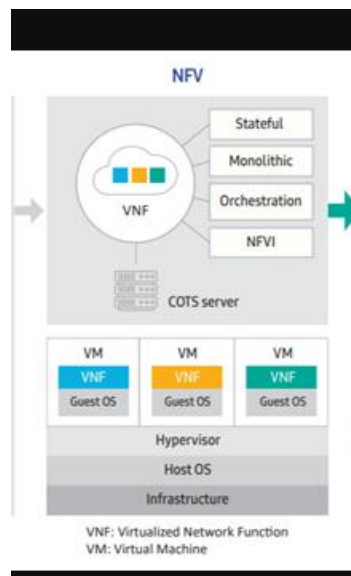 NFV
Stateful
Monolithic
Orchestration
NFVI
VNF
COTS server
VM VM VM
VNF VNF VNF
Guest OS Guest OS Guest OS
Hypervisor
Host OS
Infrastructure
VNF: Virtualized Network Function
VM: Virtual Machine